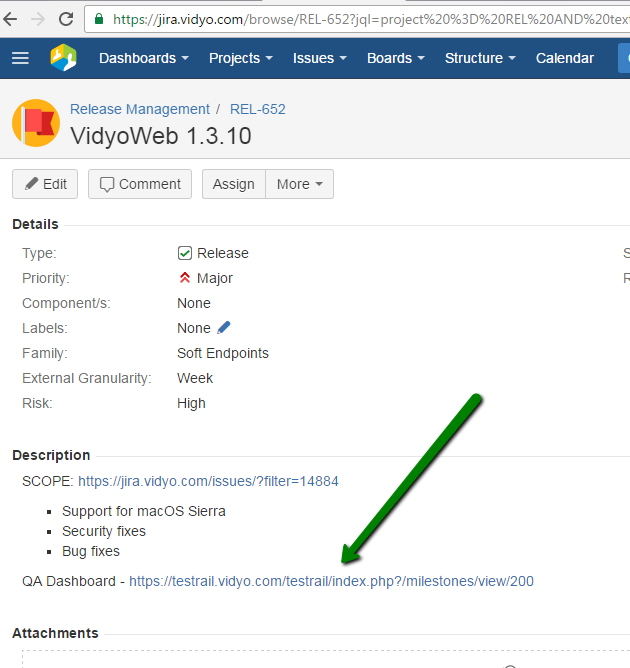 https://jira.vidyo.com/browse/REL-652?jql=project%20%3D%20REL%20AND%20tex
Dashboards Projects Issues Boards Structure Calendar
Release Management / REL-652
VidyoWeb 1.3.10
Edit Comment Assign More
Details
Type: Release
Priority: Major
Component/s: None
Labels: None
Family: Soft Endpoints
External Granularity: Week
Risk: High
Description
SCOPE: https://jira.vidyo.com/issues/?filter=14884
Support for macOS Sierra
Security fixes
Bug fixes
QA Dashboard - https://testrail.vidyo.com/testrail/index.php?/milestones/view/200
Attachments